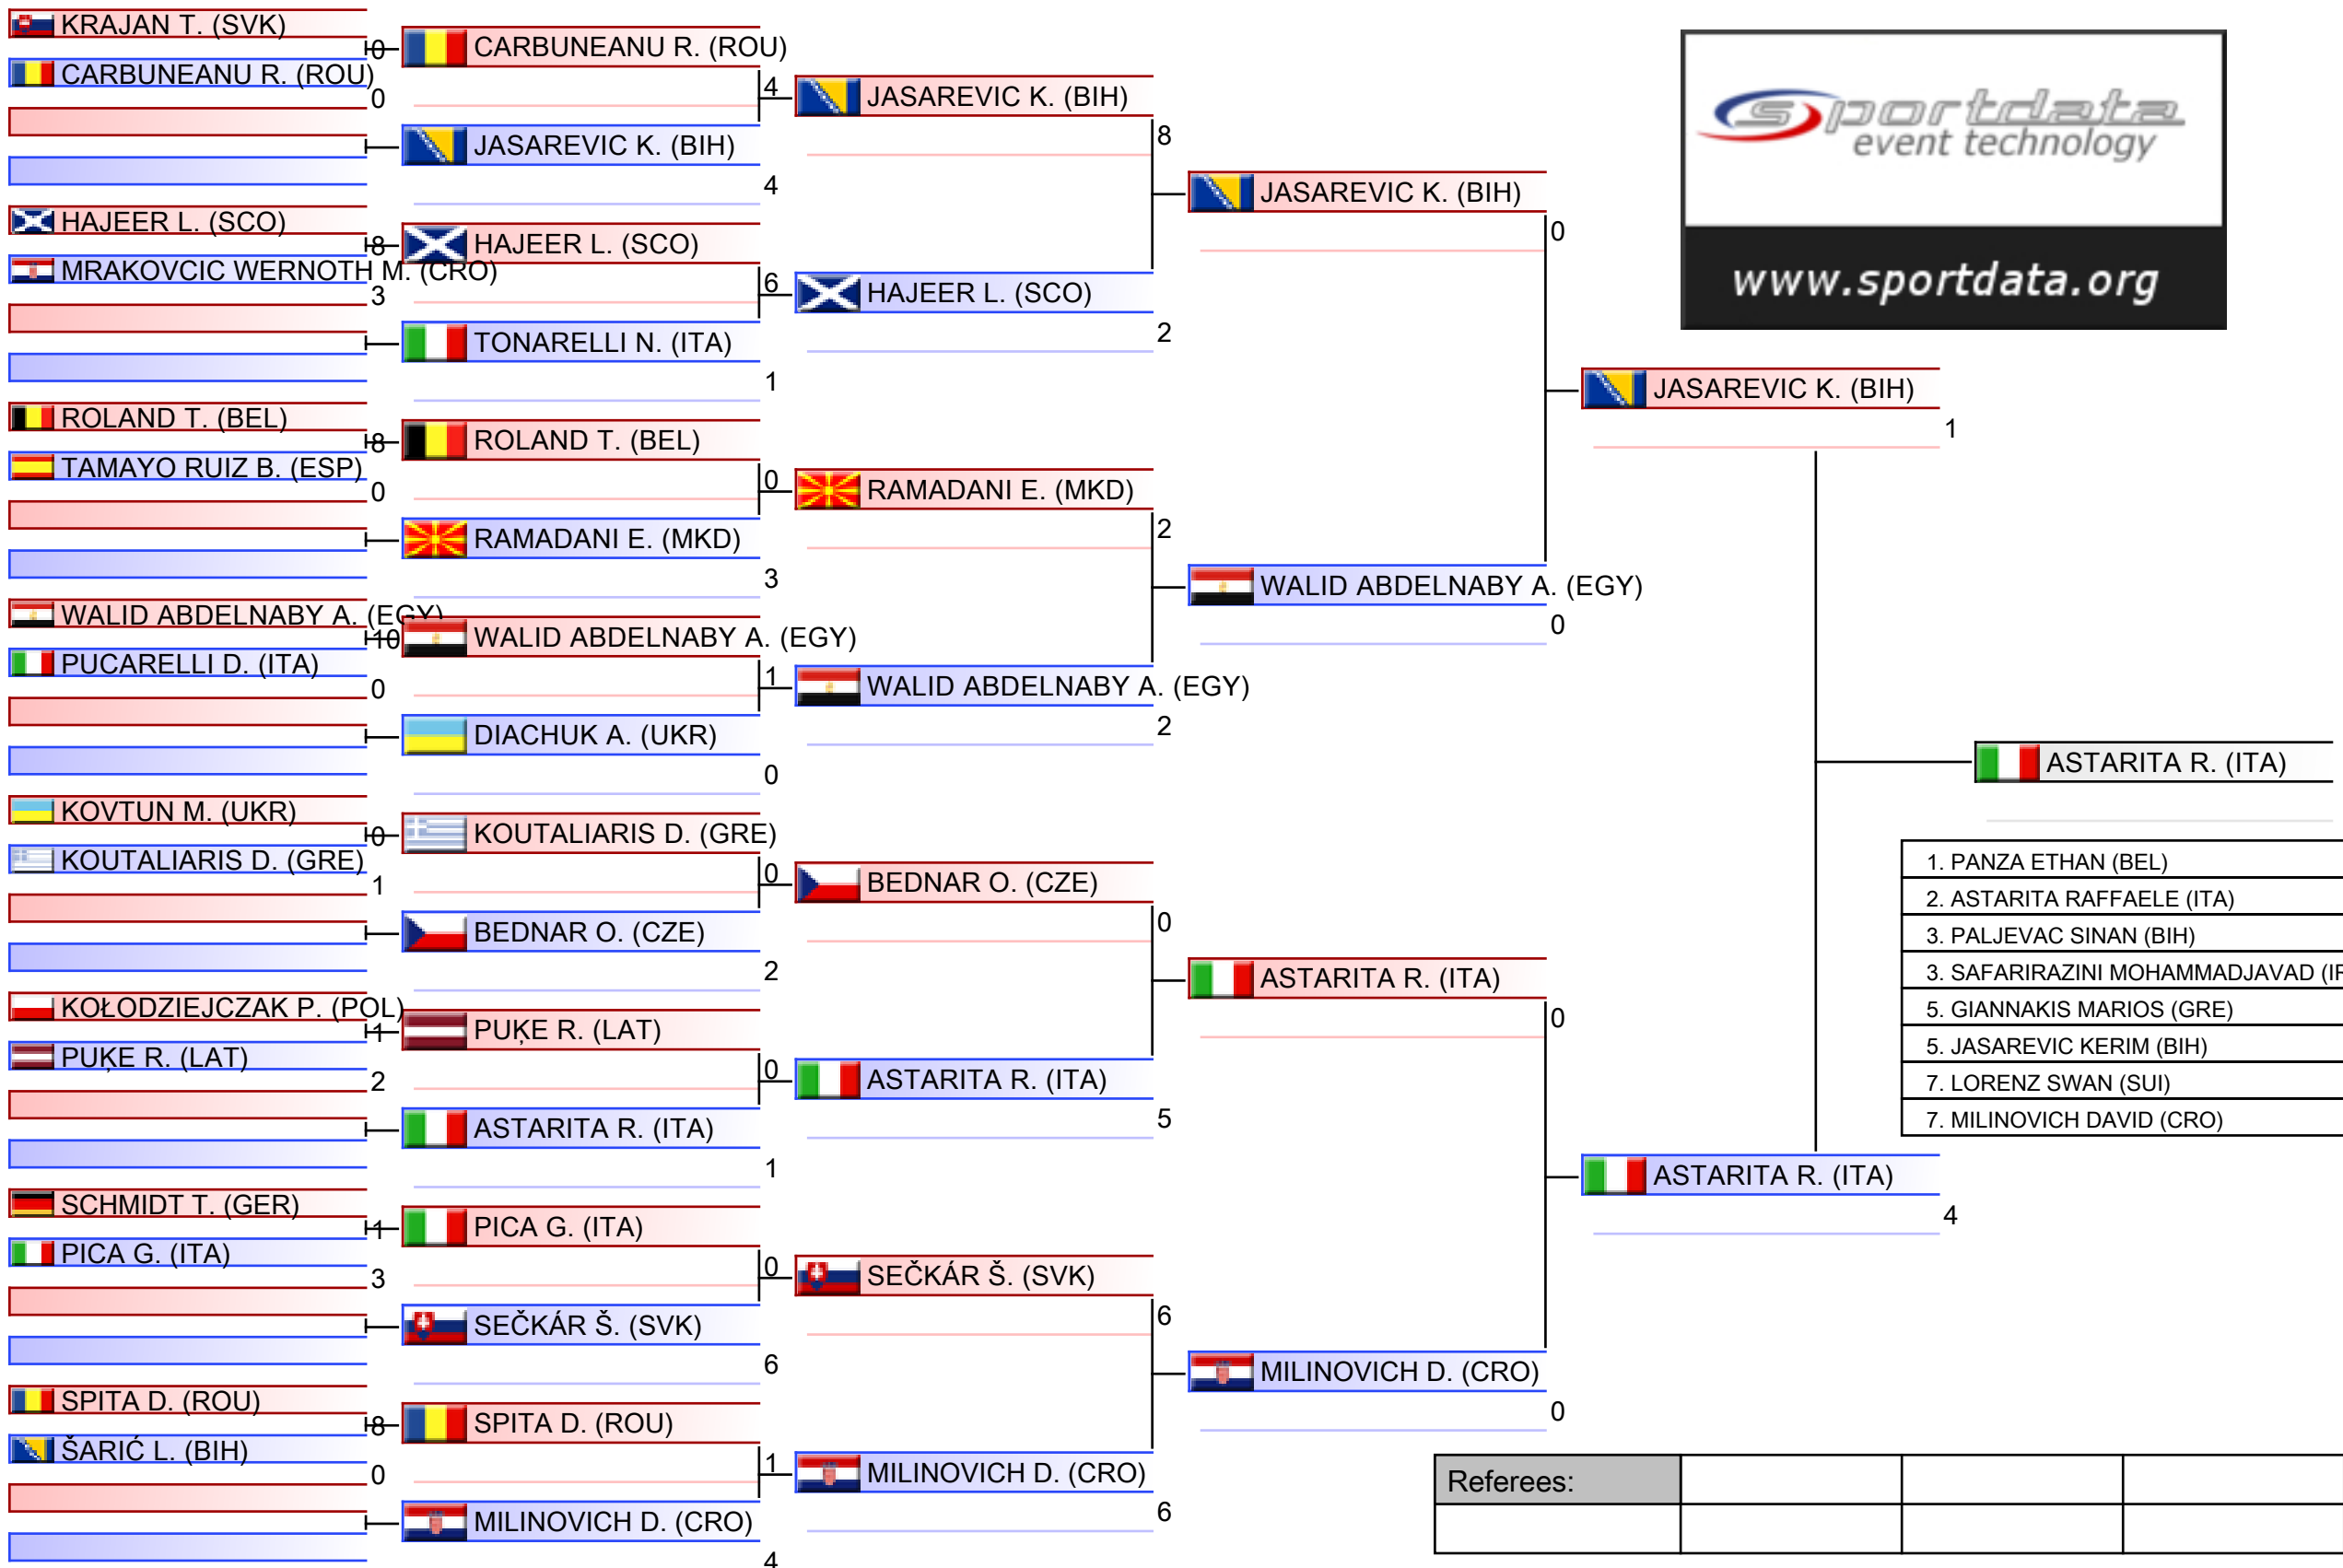 KRAJAN T. (SVK)
0
CARBUNEANU R. (ROU)
0
HAJEER L. (SCO)
8
MRAKOVCIC WERNOTH M. (CRO)
3
ROLAND T. (BEL)
8
TAMAYO RUIZ B. (ESP)
0
WALID ABDELNABY A. (EGY)
10
PUCARELLI D. (ITA)
0
KOVTUN M. (UKR)
0
KOUTALIARIS D. (GRE)
1
KOŁODZIEJCZAK P. (POL)
1
PUĶE R. (LAT)
2
SCHMIDT T. (GER)
1
PICA G. (ITA)
3
SPITA D. (ROU)
8
ŠARIĆ L. (BIH)
0
CARBUNEANU R. (ROU)
4
JASAREVIC K. (BIH)
4
HAJEER L. (SCO)
6
TONARELLI N. (ITA)
1
ROLAND T. (BEL)
0
RAMADANI E. (MKD)
3
WALID ABDELNABY A. (EGY)
1
DIACHUK A. (UKR)
0
KOUTALIARIS D. (GRE)
0
BEDNAR O. (CZE)
2
PUĶE R. (LAT)
0
ASTARITA R. (ITA)
1
PICA G. (ITA)
0
SEČKÁR Š. (SVK)
6
SPITA D. (ROU)
1
MILINOVICH D. (CRO)
4
JASAREVIC K. (BIH)
8
HAJEER L. (SCO)
2
RAMADANI E. (MKD)
2
WALID ABDELNABY A. (EGY)
2
BEDNAR O. (CZE)
0
ASTARITA R. (ITA)
5
SEČKÁR Š. (SVK)
6
MILINOVICH D. (CRO)
6
JASAREVIC K. (BIH)
0
WALID ABDELNABY A. (EGY)
0
ASTARITA R. (ITA)
0
MILINOVICH D. (CRO)
0
JASAREVIC K. (BIH)
1
ASTARITA R. (ITA)
4
ASTARITA R. (ITA)
sportdata
event technology
www.sportdata.org
1. PANZA ETHAN (BEL)
2. ASTARITA RAFFAELE (ITA)
3. PALJEVAC SINAN (BIH)
3. SAFARIRAZINI MOHAMMADJAVAD
5. GIANNAKIS MARIOS (GRE)
5. JASAREVIC KERIM (BIH)
7. LORENZ SWAN (SUI)
7. MILINOVICH DAVID (CRO)
Referees: